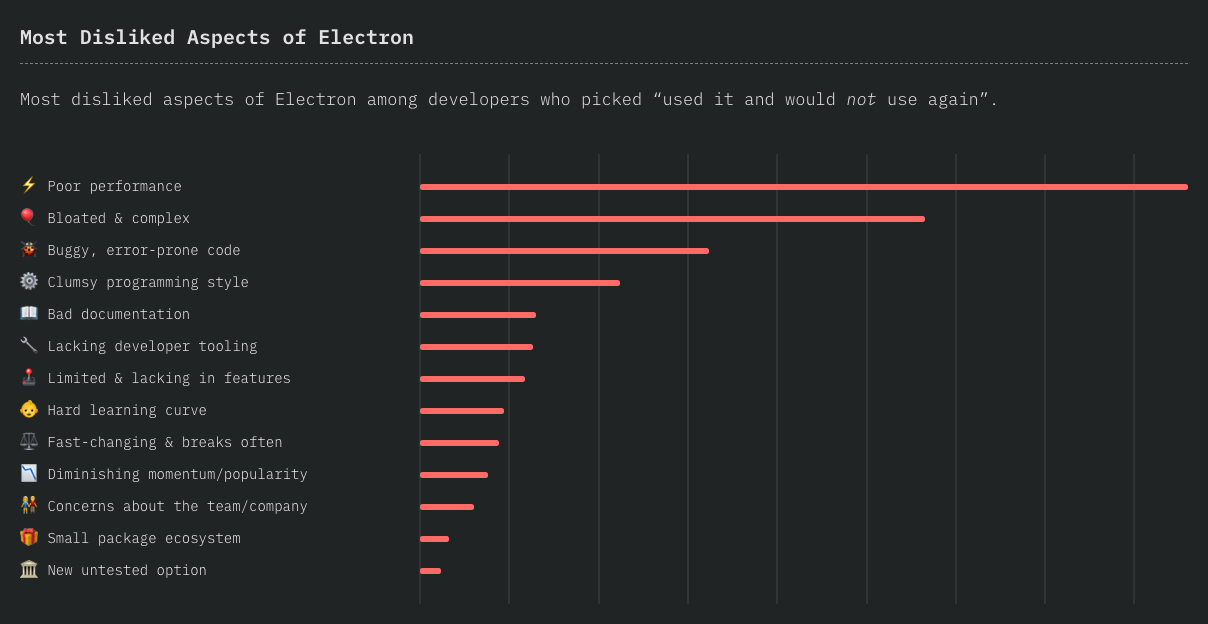 Most Disliked Aspects of Electron
Most disliked aspects of Electron among developers who picked “used it and would not use again”.
Poor performance
Bloated & complex
Buggy, error-prone code
Clumsy programming style
Bad documentation
Lacking developer tooling
Limited & lacking in features
Hard learning curve
Fast-changing & breaks often
Diminishing momentum/popularity
Concerns about the team/company
Small package ecosystem
New untested option